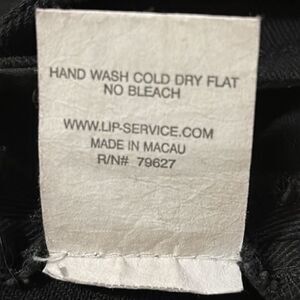 HAND WASH COLD DRY FLAT
NO BLEACH
WWW.LIP-SERVICE.COM
MADE IN MACAU
R/N# 79627